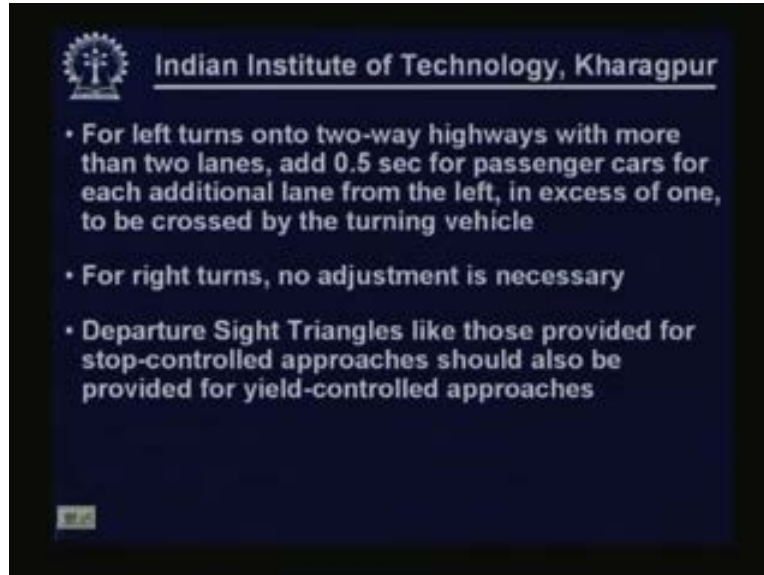 Indian Institute of Technology, Kharagpur
• For left turns onto two-way highways with more
than two lanes, add 0.5 sec for passenger cars for
each additional lane from the left, in excess of one,
to be crossed by the turning vehicle
• For right turns, no adjustment is necessary
• Departure Sight Triangles like those provided for
stop-controlled approaches should also be
provided for yield-controlled approaches